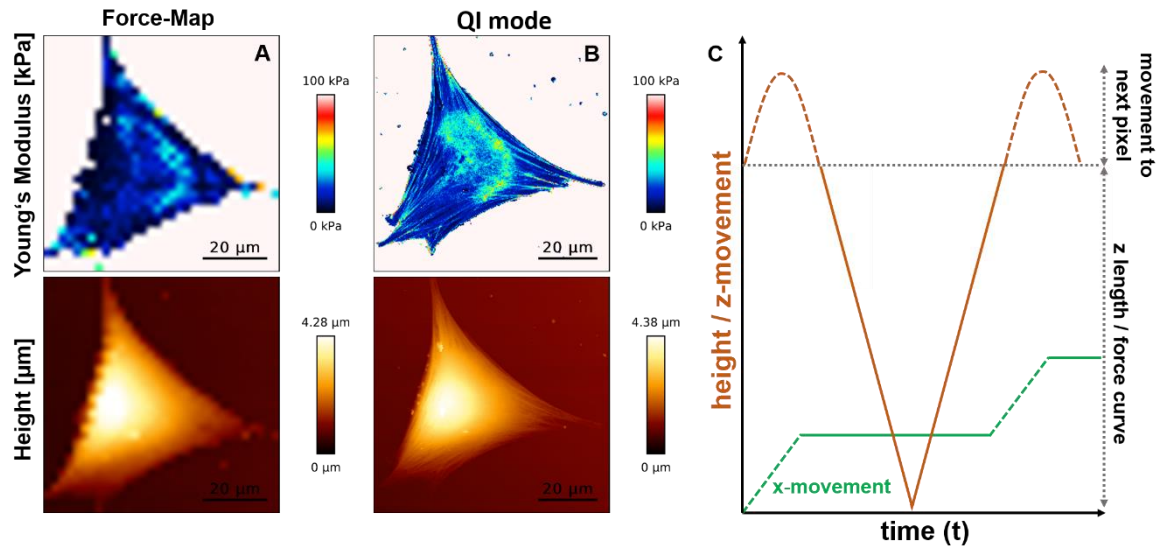 Force-Map
QI mode
Young's Modulus [kPa]
A
100 kPa
0 kPa
20 µm
B
100 kPa
0 kPa
20 µm
Height [µm]
4.28 µm
0 µm
20 µm
4.38 µm
0 µm
20 µm
C
height / z-movement
x-movement
time (t)
movement to
next pixel
z length / force curve